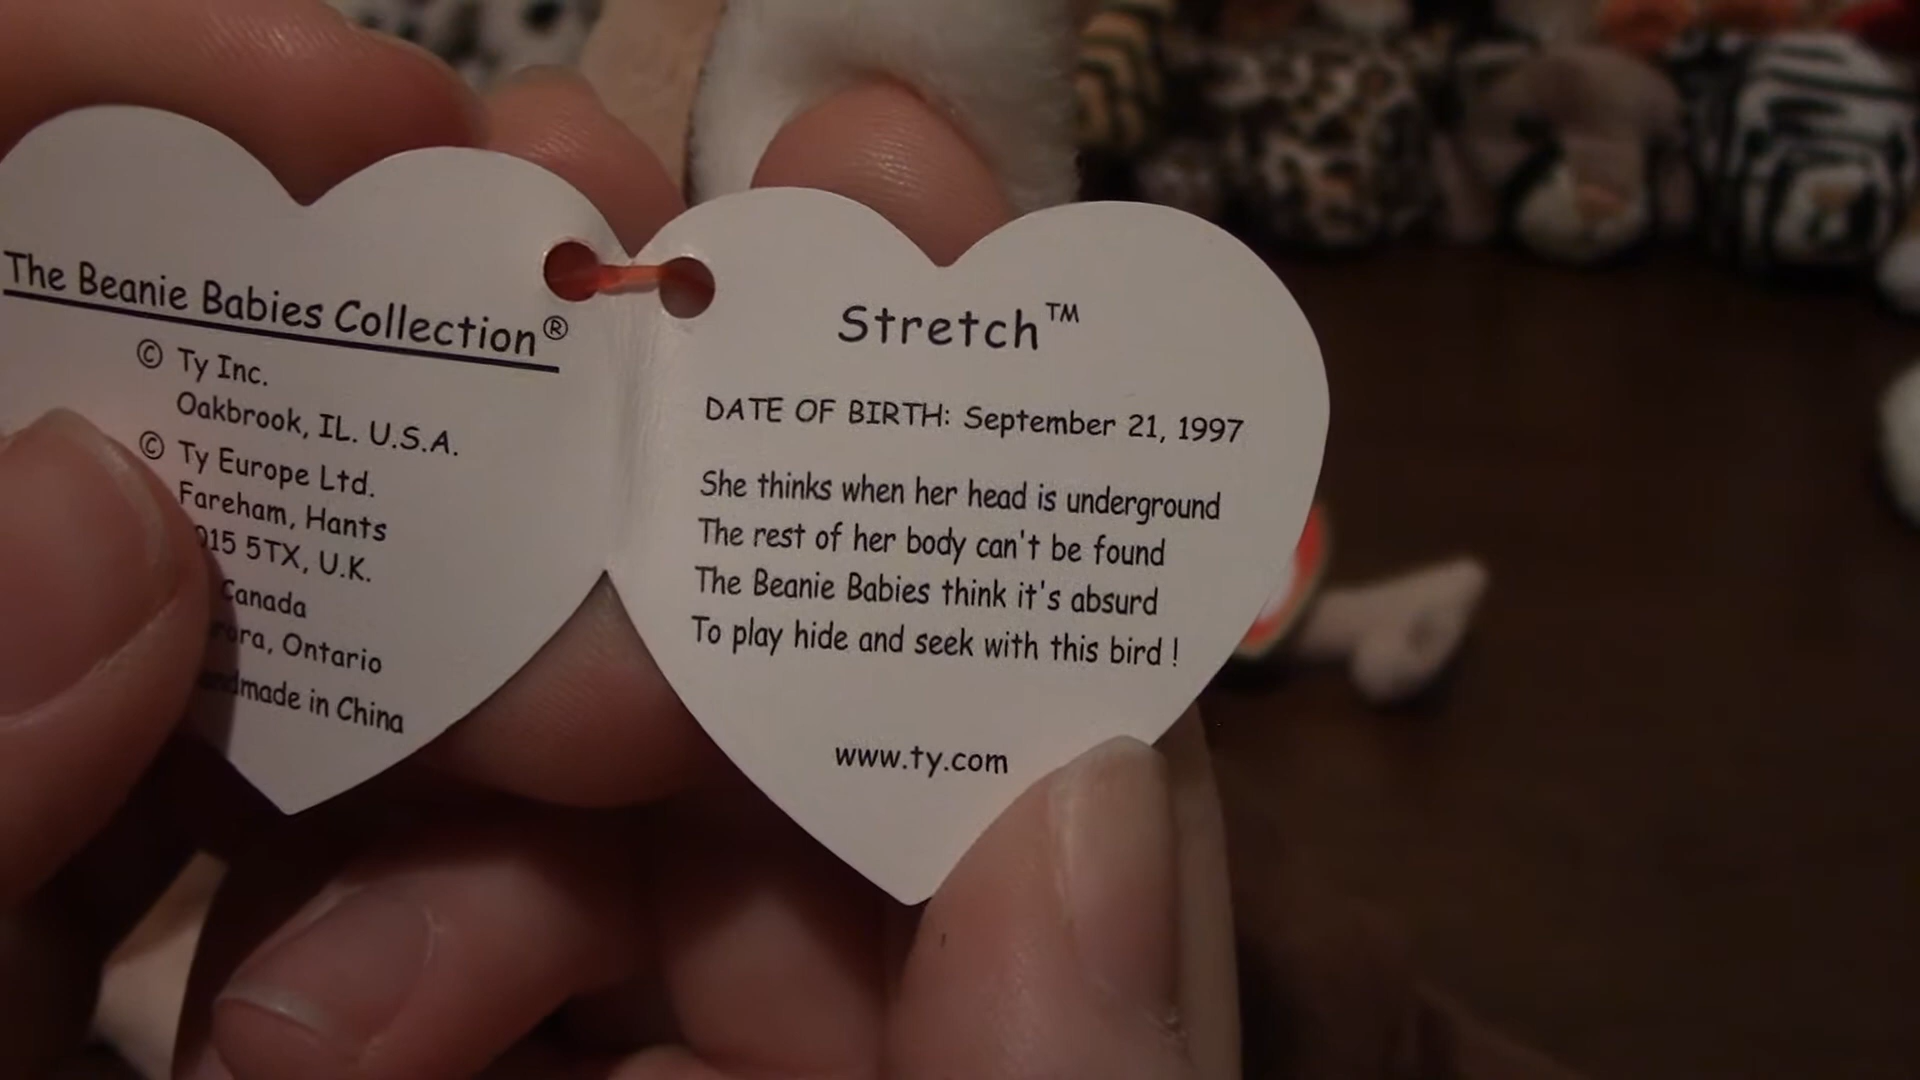 The Beanie Babies Collection®
© Ty Inc.
Oakbrook, IL. U.S.A.
© Ty Europe Ltd.
Fareham, Hants
5TX, U.K.
Canada
Ontario
in China
Stretch™
DATE OF BIRTH: September 21, 1997
She thinks when her head is underground
The rest of her body can't be found
The Beanie Babies think it's absurd
To play hide and seek with this bird !
www.ty.com